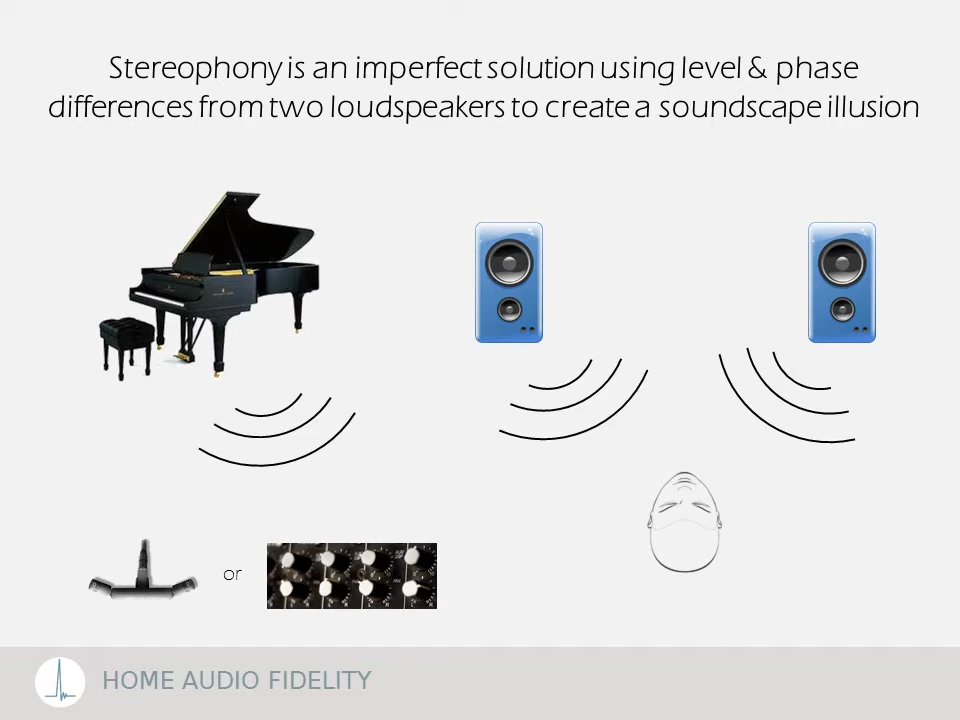 Stereophony is an imperfect solution using level & phase
differences from two loudspeakers to create a soundscape illusion
or
HOME AUDIO FIDELITY